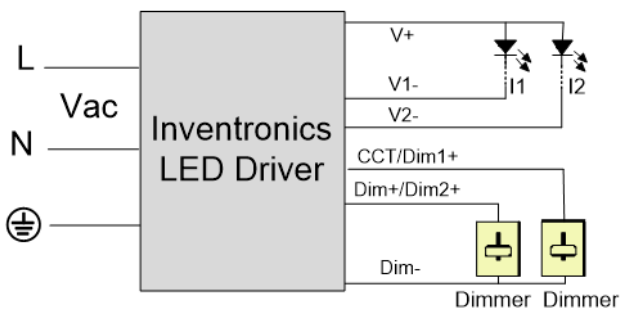 L
Vac
N
Inventronics
LED Driver
V+
V1-
I1
I2
V2-
CCT/Dim1+
Dim+/Dim2+
Dim-
Dimmer Dimmer